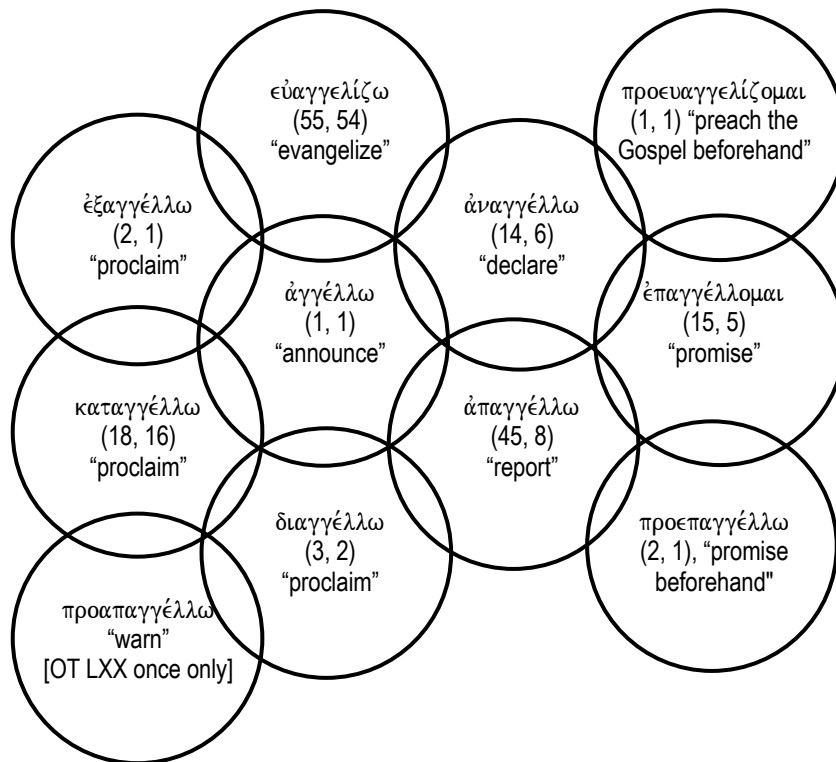 εὐαγγελίζω
(55, 54)
“evangelize”
προευαγγελίζομαι
(1, 1) “preach the
Gospel beforehand”
ἐξαγγέλλω
(2, 1)
“proclaim”
ἀναγγέλλω
(14, 6)
“declare”
ἀγγέλλω
(1, 1)
“announce”
ἐπαγγέλλομαι
(15, 5)
“promise”
καταγγέλλω
(18, 16)
“proclaim”
ἀπαγγέλλω
(45, 8)
“report”
διαγγέλλω
(3, 2)
“proclaim”
προεπαγγέλλω
(2, 1), “promise
beforehand"
προαπαγγέλλω
“warn”
[OT LXX once only]